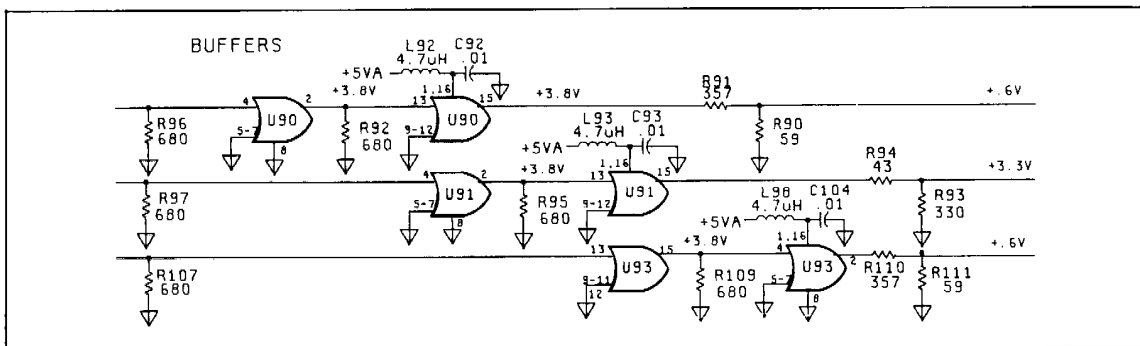 BUFFERS
L92
4.7uH
C92
.01
+5VA
1,16
4
2
+3.8V
13
15
+3.8V
R91
357
+.6V
R96
680
5-7
U90
8
R92
680
9-12
U90
L93
4.7uH
C93
.01
R90
59
+5VA
1,16
4
2
+3.8V
13
15
R94
43
+3.3V
R97
680
5-7
U91
8
R95
680
9-12
U91
L98
4.7uH
C104
.01
R93
330
+5VA
1,16
13
15
+3.8V
4
2
+.6V
R107
680
9-11
12
U93
R109
680
5-7
U93
8
R110
357
R111
59